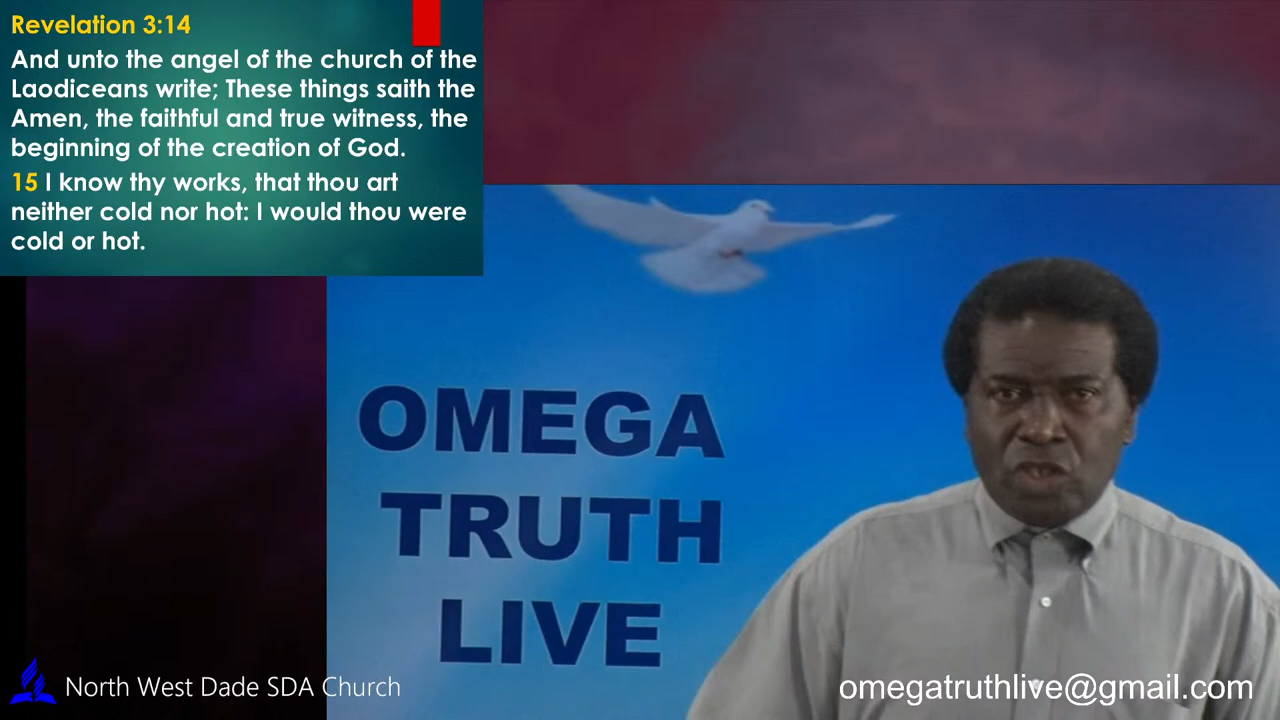 Revelation 3:14
And unto the angel of the church of the
Laodiceans write; These things saith the
Amen, the faithful and true witness, the
beginning of the creation of God.
15 I know thy works, that thou art
neither cold nor hot: I would thou were
cold or hot.
OMEGA
TRUTH
LIVE
North West Dade SDA Church
omegatruthlive@gmail.com